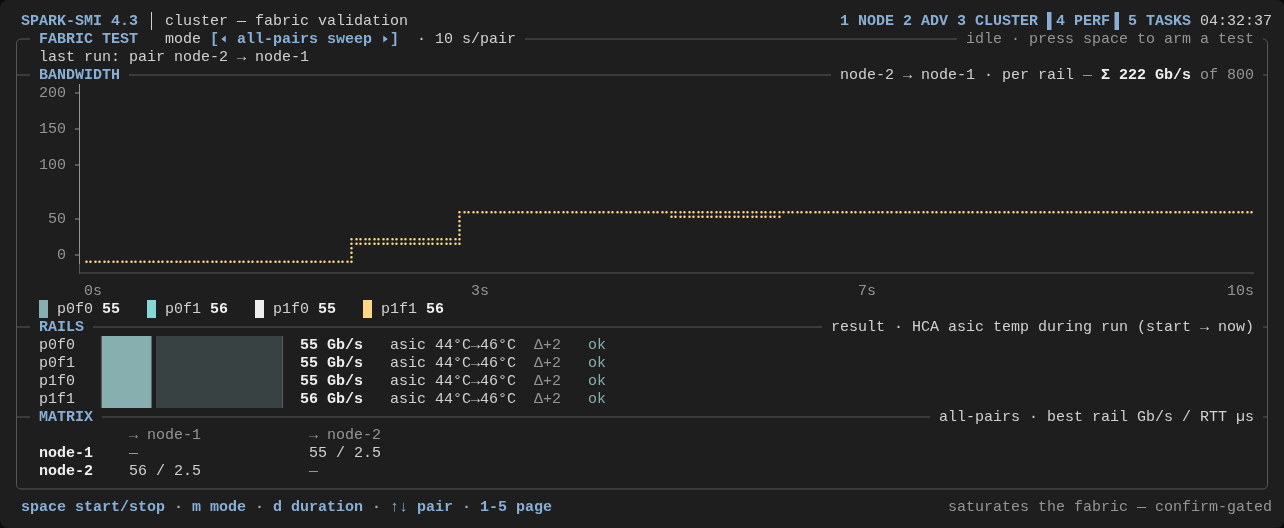 SPARK-SMI 4.3 │ cluster — fabric validation 1 NODE 2 ADV 3 CLUSTER ▌4 PERF▐ 5 TASKS 04:32:37
FABRIC TEST mode [◂ all-pairs sweep ▸] · 10 s/pair idle · press space to arm a test
last run: pair node-2 → node-1
BANDWIDTH node-2 → node-1 · per rail — Σ 222 Gb/s of 800
200
150
100
50
0
0s 3s 7s 10s
p0f0 55 p0f1 56 p1f0 55 p1f1 56
RAILS result · HCA asic temp during run (start → now)
p0f0 55 Gb/s asic 44°C→46°C Δ+2 ok
p0f1 55 Gb/s asic 44°C→46°C Δ+2 ok
p1f0 55 Gb/s asic 44°C→46°C Δ+2 ok
p1f1 56 Gb/s asic 44°C→46°C Δ+2 ok
MATRIX all-pairs · best rail Gb/s / RTT µs
→ node-1 → node-2
node-1 — 55 / 2.5
node-2 56 / 2.5 —
space start/stop · m mode · d duration · ↑↓ pair · 1-5 page saturates the fabric — confirm-gated